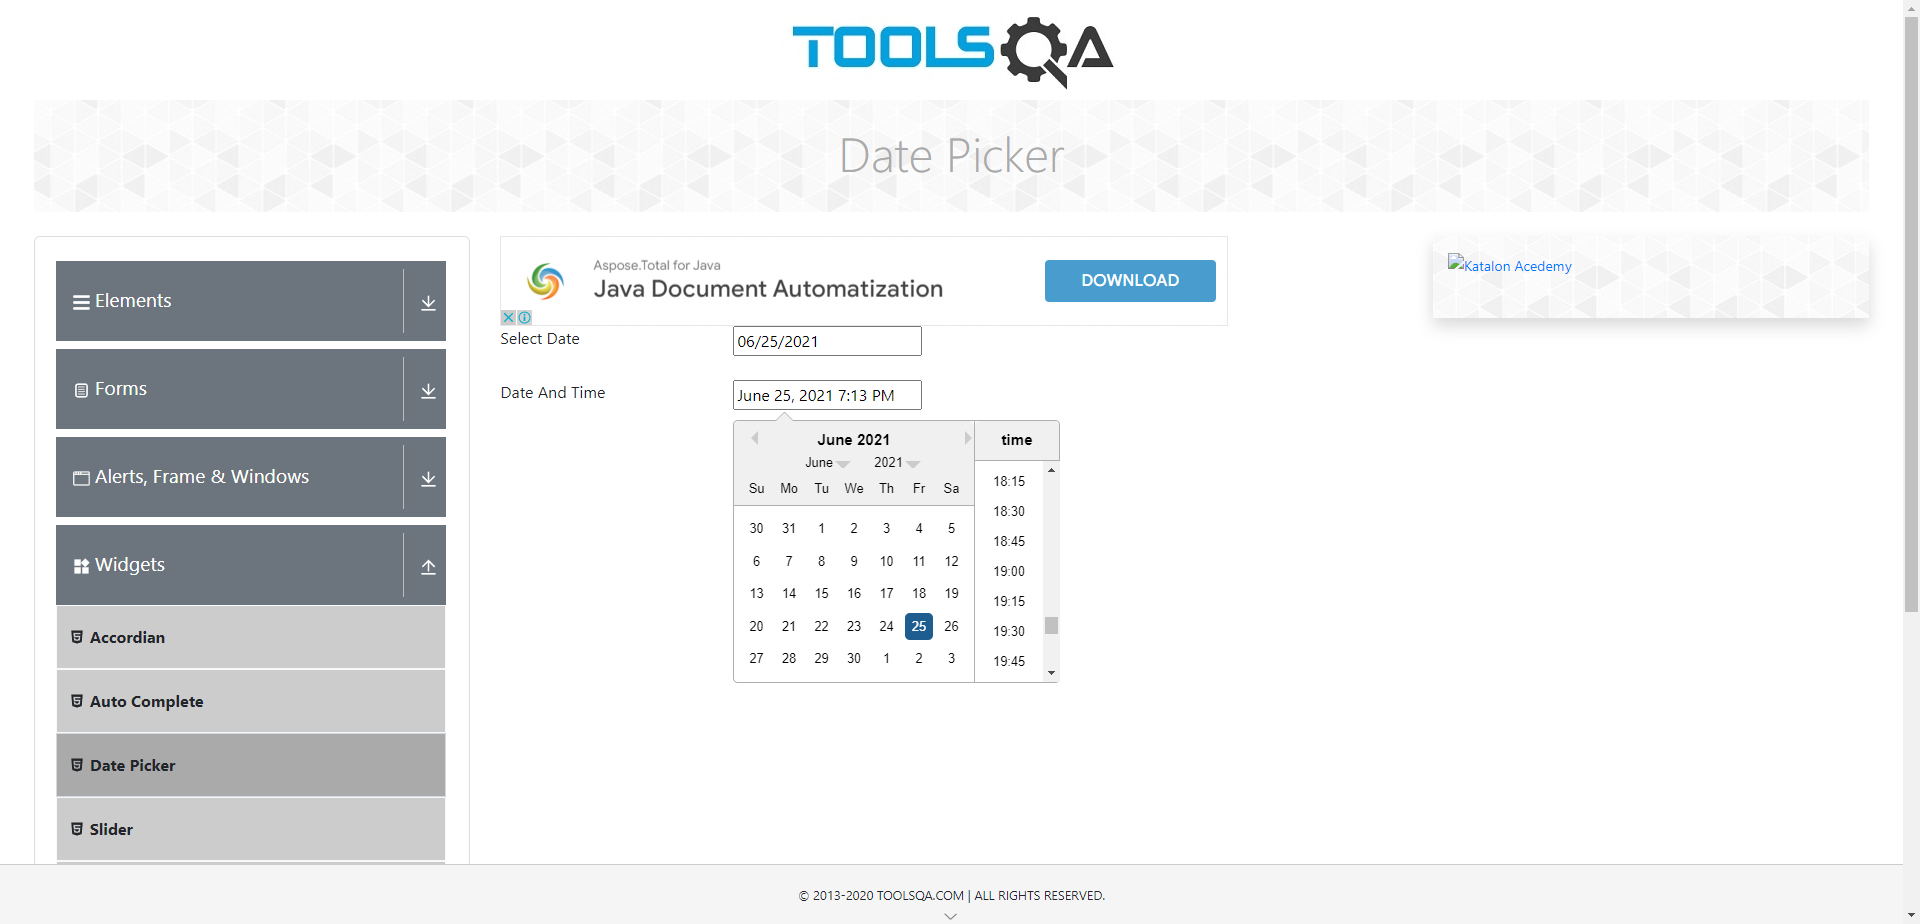 TOOLSQA
Date Picker
Elements
Forms
Alerts, Frame & Windows
Widgets
Accordian
Auto Complete
Date Picker
Slider
Aspose.Total for Java
Java Document Automatization
DOWNLOAD
Select Date
06/25/2021
Date And Time
June 25, 2021 7:13 PM
June 2021
June 2021
Su Mo Tu We Th Fr Sa
30 31 1 2 3 4 5
6 7 8 9 10 11 12
13 14 15 16 17 18 19
20 21 22 23 24 25 26
27 28 29 30 1 2 3
time
18:15
18:30
18:45
19:00
19:15
19:30
19:45
Katalon Acedemy
© 2013-2020 TOOLSQA.COM | ALL RIGHTS RESERVED.